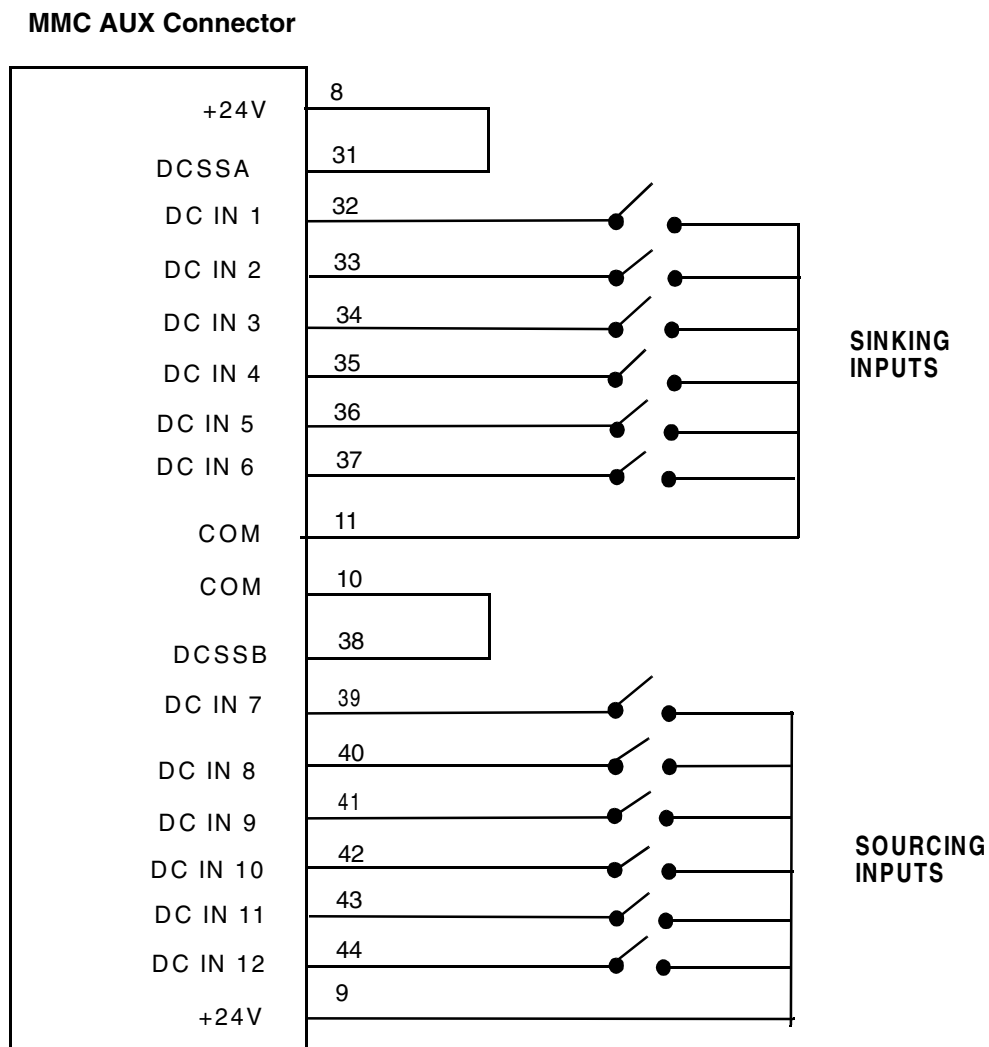 MMC AUX Connector
+24V 8
DCSSA 31
DC IN 1 32
DC IN 2 33
DC IN 3 34
DC IN 4 35
DC IN 5 36
DC IN 6 37
SINKING
INPUTS
COM 11
COM 10
DCSSB 38
DC IN 7 39
DC IN 8 40
DC IN 9 41
DC IN 10 42
DC IN 11 43
DC IN 12 44
SOURCING
INPUTS
+24V 9